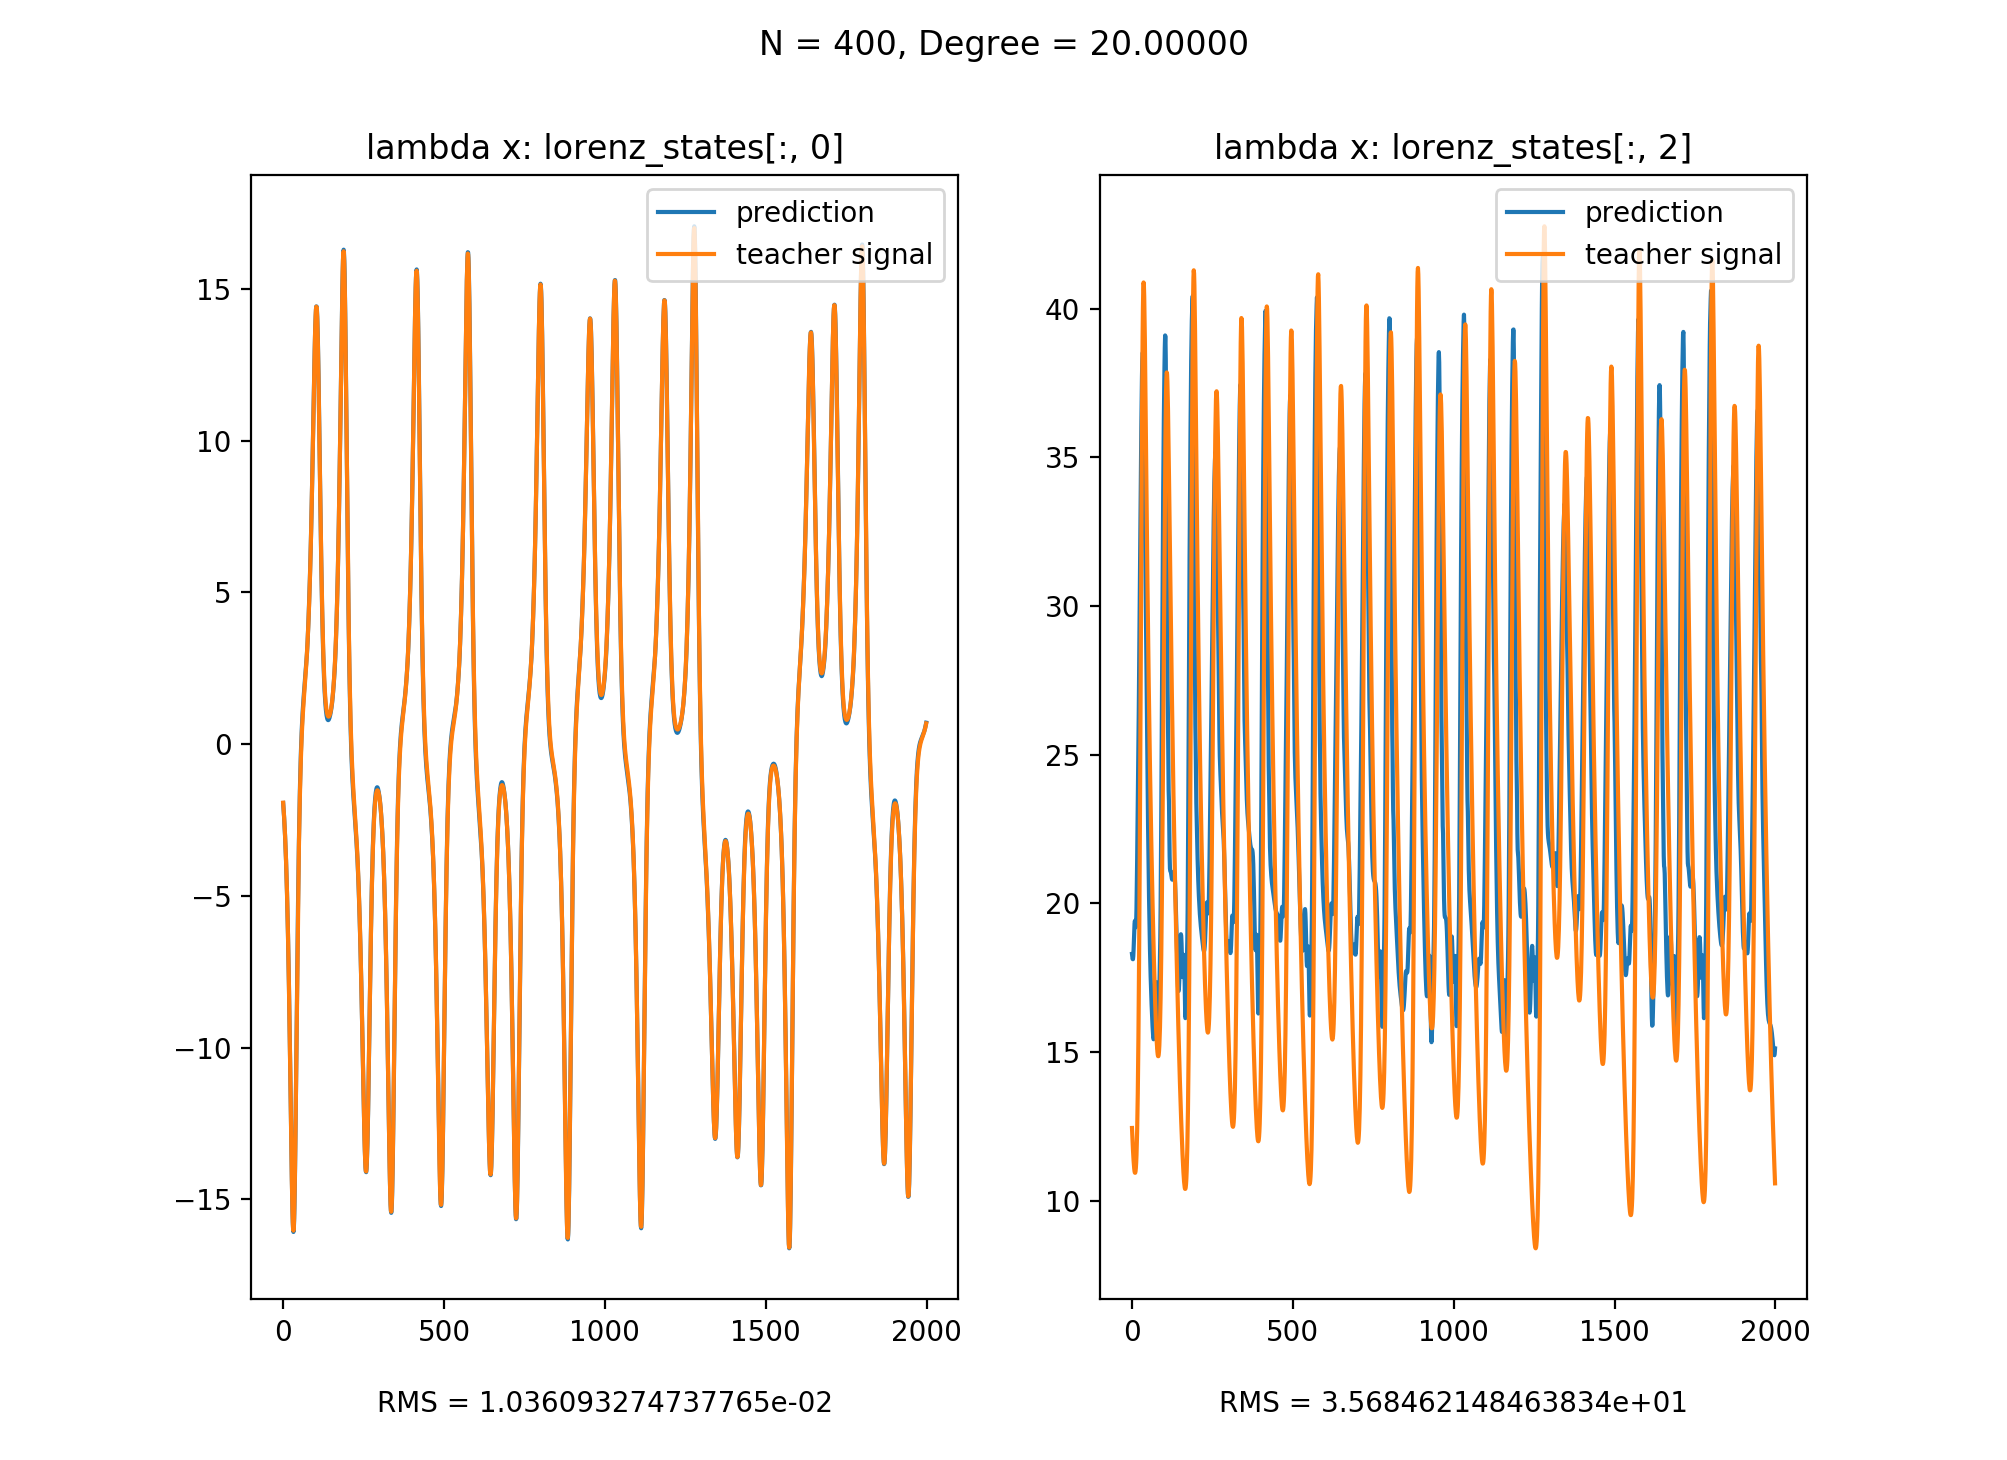 N = 400, Degree = 20.00000
lambda x: lorenz_states[:, 0]
prediction
teacher signal
15
10
5
0
−5
−10
−15
0
500
1000
1500
2000
RMS = 1.036093274737765e-02
lambda x: lorenz_states[:, 2]
prediction
teacher signal
40
35
30
25
20
15
10
0
500
1000
1500
2000
RMS = 3.568462148463834e+01